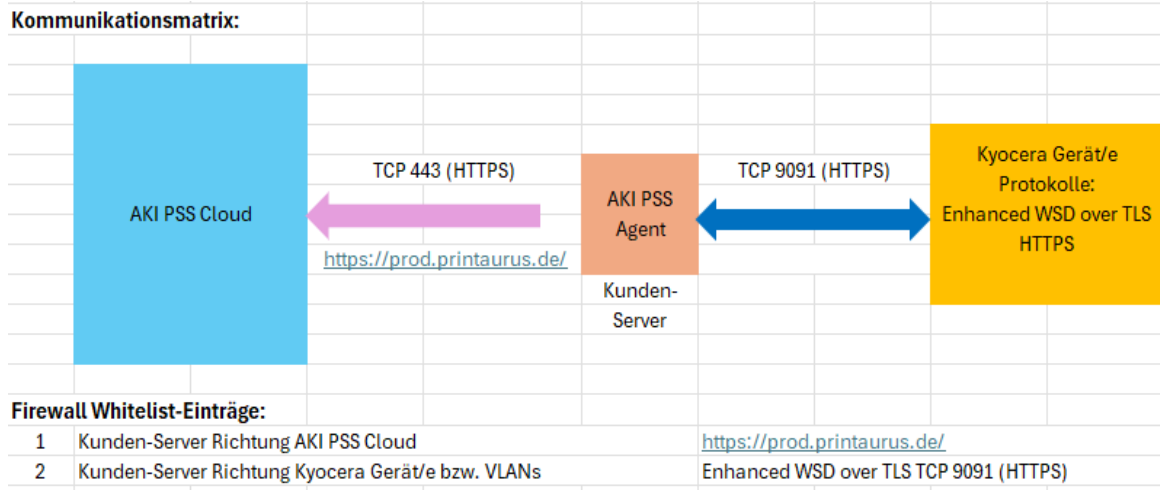 Kommunikationsmatrix:
AKI PSS Cloud
TCP 443 (HTTPS)
https://prod.printaurus.de/
AKI PSS
Agent
Kunden-
Server
TCP 9091 (HTTPS)
Kyocera Gerät/e
Protokolle:
Enhanced WSD over TLS
HTTPS
Firewall Whitelist-Einträge:
1 Kunden-Server Richtung AKI PSS Cloud https://prod.printaurus.de/
2 Kunden-Server Richtung Kyocera Gerät/e bzw. VLANs Enhanced WSD over TLS TCP 9091 (HTTPS)